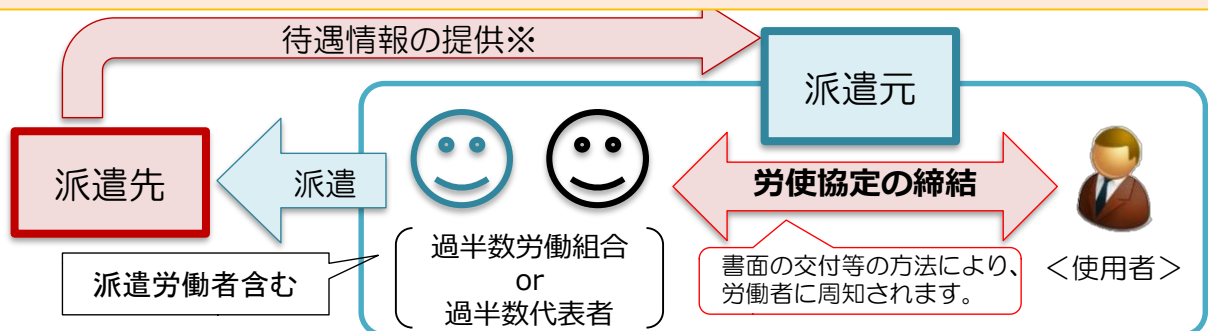 待遇情報の提供※
派遣元
派遣先
派遣
労使協定の締結
過半数労働組合
or
過半数代表者
派遣労働者含む
書面の交付等の方法により、
労働者に周知されます。
＜使用者＞